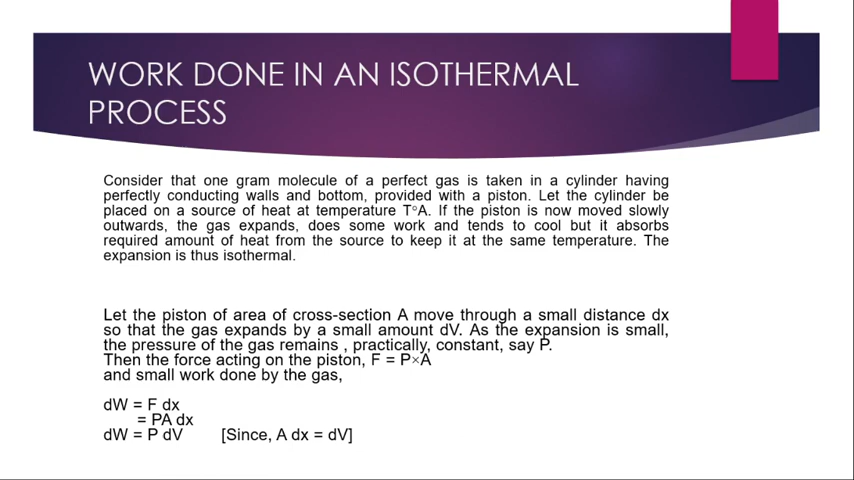 WORK DONE IN AN ISOTHERMAL
PROCESS
Consider that one gram molecule of a perfect gas is taken in a cylinder having
perfectly conducting walls and bottom, provided with a piston. Let the cylinder be
placed on a source of heat at temperature T°A. If the piston is now moved slowly
outwards, the gas expands, does some work and tends to cool but it absorbs
required amount of heat from the source to keep it at the same temperature. The
expansion is thus isothermal.
Let the piston of area of cross-section A move through a small distance dx
so that the gas expands by a small amount dV. As the expansion is small,
the pressure of the gas remains , practically, constant, say P.
Then the force acting on the piston, F = P×A
and small work done by the gas,
dW = F dx
= PA dx
dW = P dV [Since, A dx = dV]